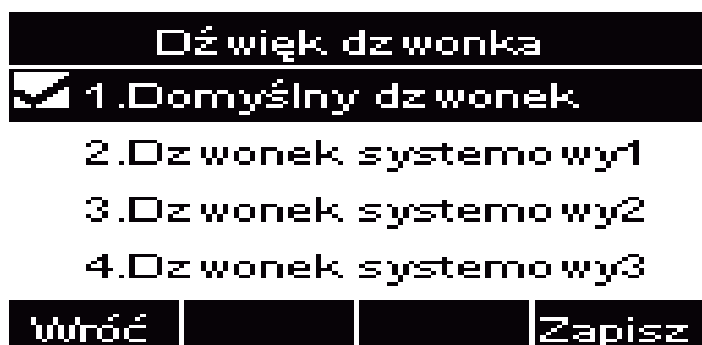 Dźwięk dzwonka
1.Domyślny dzwonek
2.Dzwonek systemowy1
3.Dzwonek systemowy2
4.Dzwonek systemowy3
Wróć Zapisz